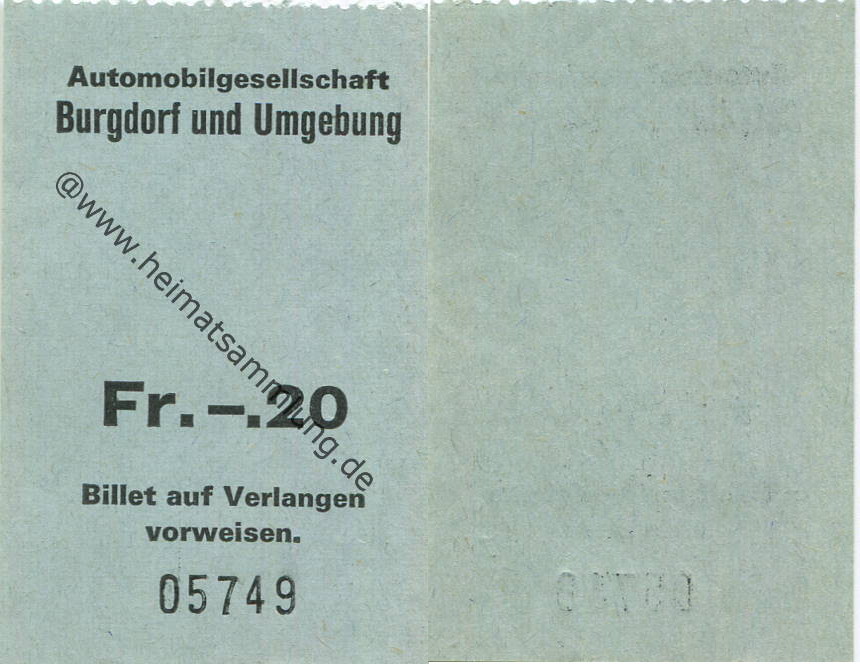 Automobilgesellschaft
Burgdorf und Umgebung
@www.heimatsammlung.de
Fr. –.20
Billet auf Verlangen
vorweisen.
05749